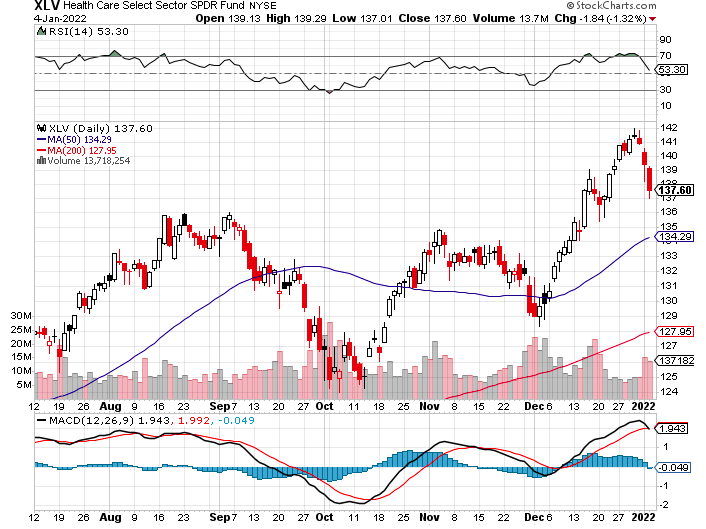 XLV Health Care Select Sector SPDR Fund NYSE © StockCharts.com
4-Jan-2022 Open 139.13 High 139.29 Low 137.01 Close 137.60 Volume 13.7M Chg -1.84 (-1.32%)
RSI(14) 53.30
90
70
53.30
30
10
XLV (Daily) 137.60
MA(50) 134.29
MA(200) 127.95
Volume 13,718,254
142
141
140
139
137.60
136
135
134.29
133
132
131
130
129
127.95
127
126
125
124
30M
25M
20M
15M
10M
5M
12 19 26 Aug 9 16 23 Sep 7 13 20 27 Oct 11 18 25 Nov 8 15 22 Dec 6 13 20 27 2022
MACD(12,26,9) 1.943, 1.992, -0.049
1.943
1
-0.049
-1
-2
12 19 26 Aug 9 16 23 Sep 7 13 20 27 Oct 11 18 25 Nov 8 15 22 Dec 6 13 20 27 2022